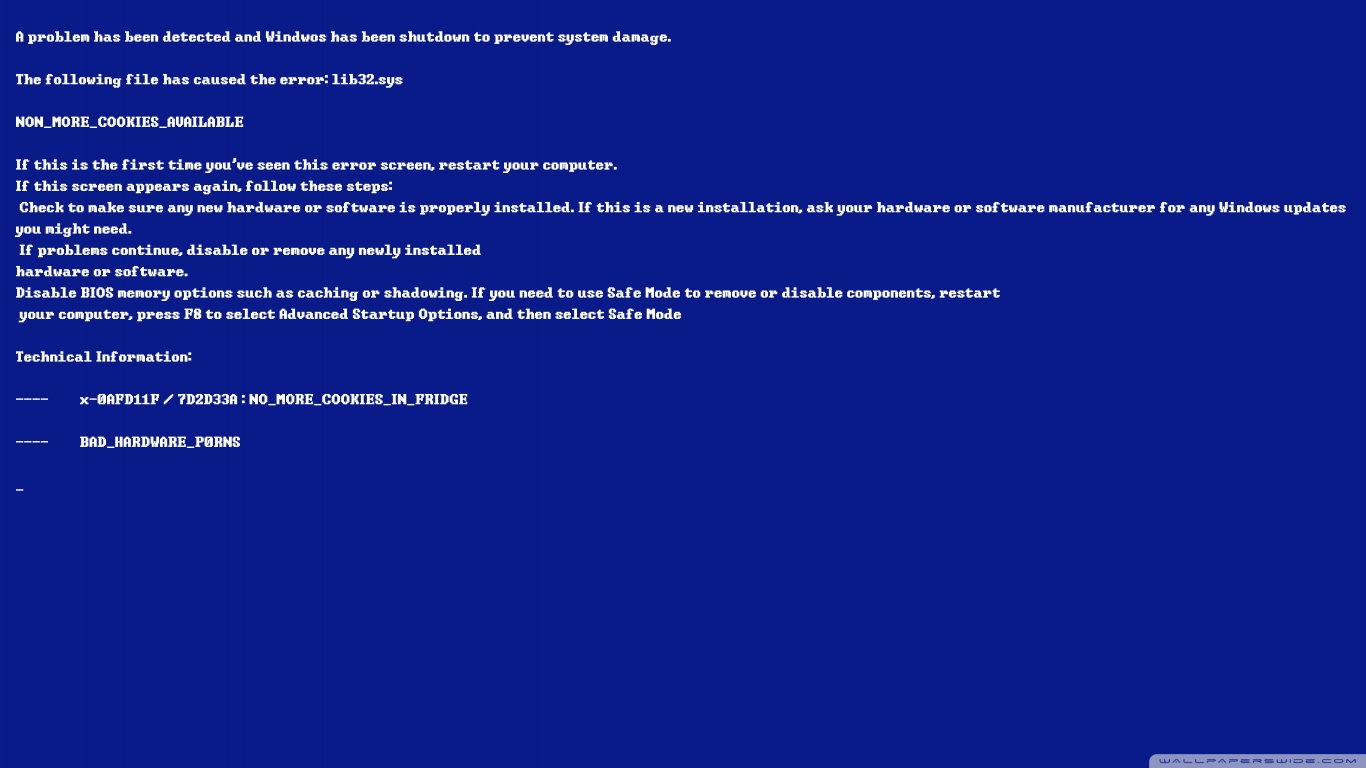 A problem has been detected and Windwos has been shutdown to prevent system damage.
The following file has caused the error: lib32.sys
NON_MORE_COOKIES_AVAILABLE
If this is the first time you've seen this error screen, restart your computer.
If this screen appears again, follow these steps:
Check to make sure any new hardware or software is properly installed. If this is a new installation, ask your hardware or software manufacturer for any Windows updates
you might need.
If problems continue, disable or remove any newly installed
hardware or software.
Disable BIOS memory options such as caching or shadowing. If you need to use Safe Mode to remove or disable components, restart
your computer, press F8 to select Advanced Startup Options, and then select Safe Mode
Technical Information:
---- x-0AFD11F / 7D2D33A : NO_MORE_COOKIES_IN_FRIDGE
---- BAD_HARDWARE_P0RNS
_
WALLPAPERSWIDE.COM